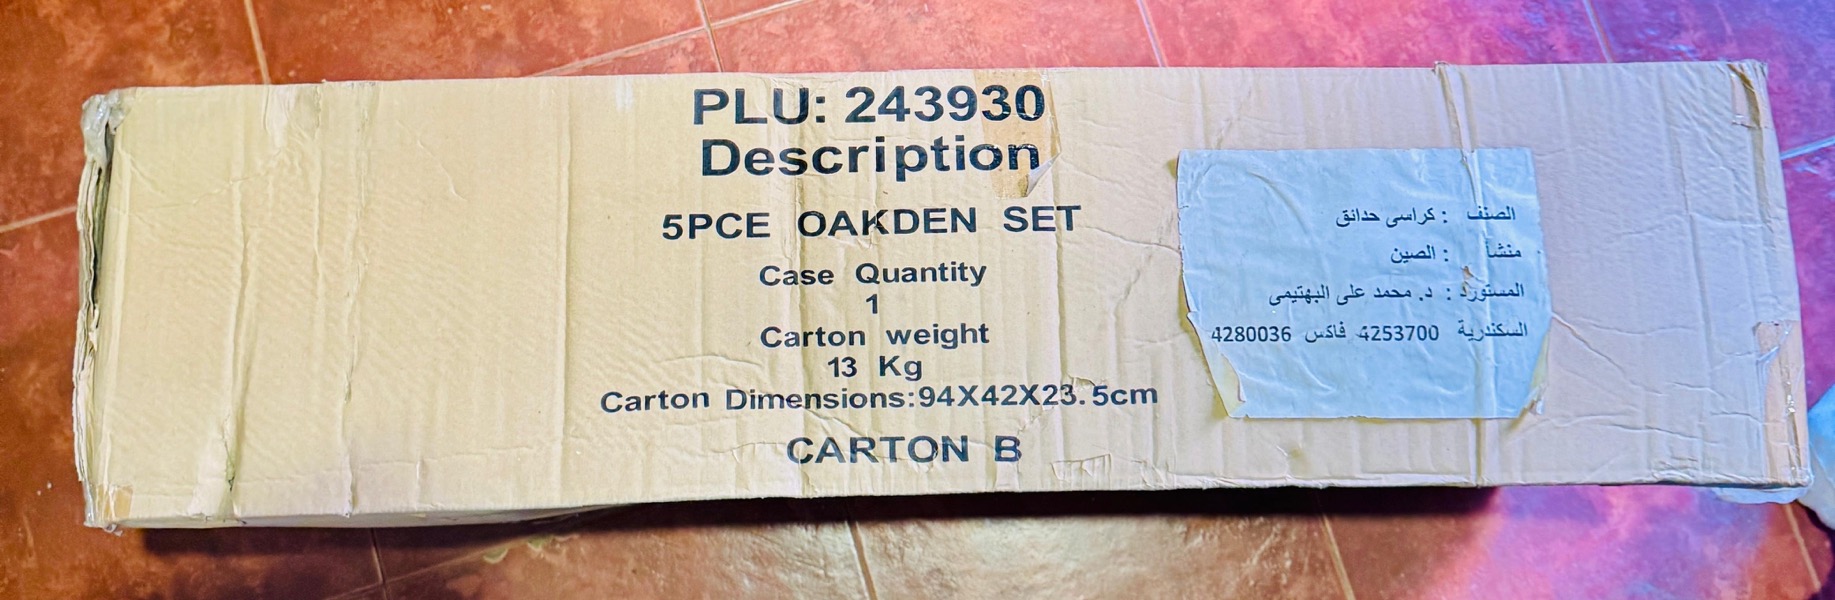 PLU: 243930
Description
5PCE OAKDEN SET
Case Quantity
1
Carton weight
13 Kg
Carton Dimensions:94X42X23.5cm
CARTON B
الصنف : كراسى حدائق
منشأ : الصين
المستورد : د. محمد على البهتيمى
السكندرية 4253700 فاكس 4280036